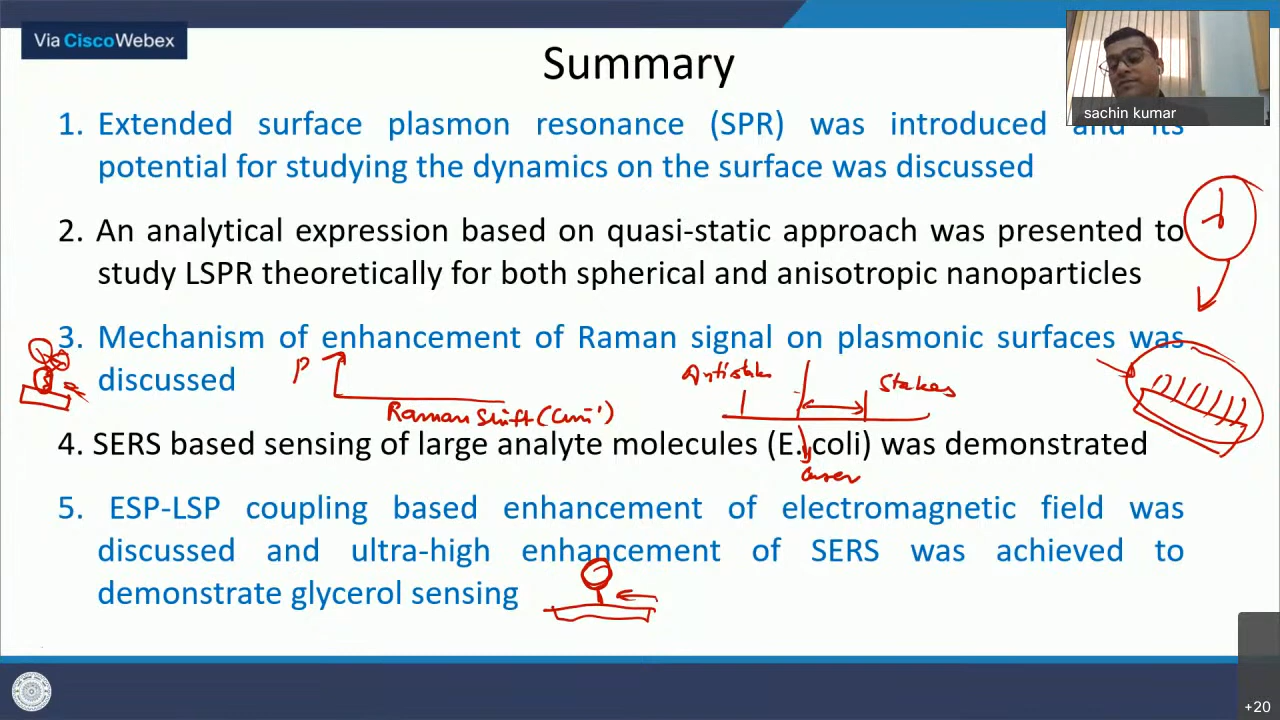 Via CiscoWebex
Summary
sachin kumar
1. Extended surface plasmon resonance (SPR) was introduced and its
potential for studying the dynamics on the surface was discussed
2. An analytical expression based on quasi-static approach was presented to
study LSPR theoretically for both spherical and anisotropic nanoparticles
3. Mechanism of enhancement of Raman signal on plasmonic surfaces was
discussed
Raman Shift (cm⁻¹)
Stokes
4. SERS based sensing of large analyte molecules (E. coli) was demonstrated
5. ESP-LSP coupling based enhancement of electromagnetic field was
discussed and ultra-high enhancement of SERS was achieved to
demonstrate glycerol sensing
+20